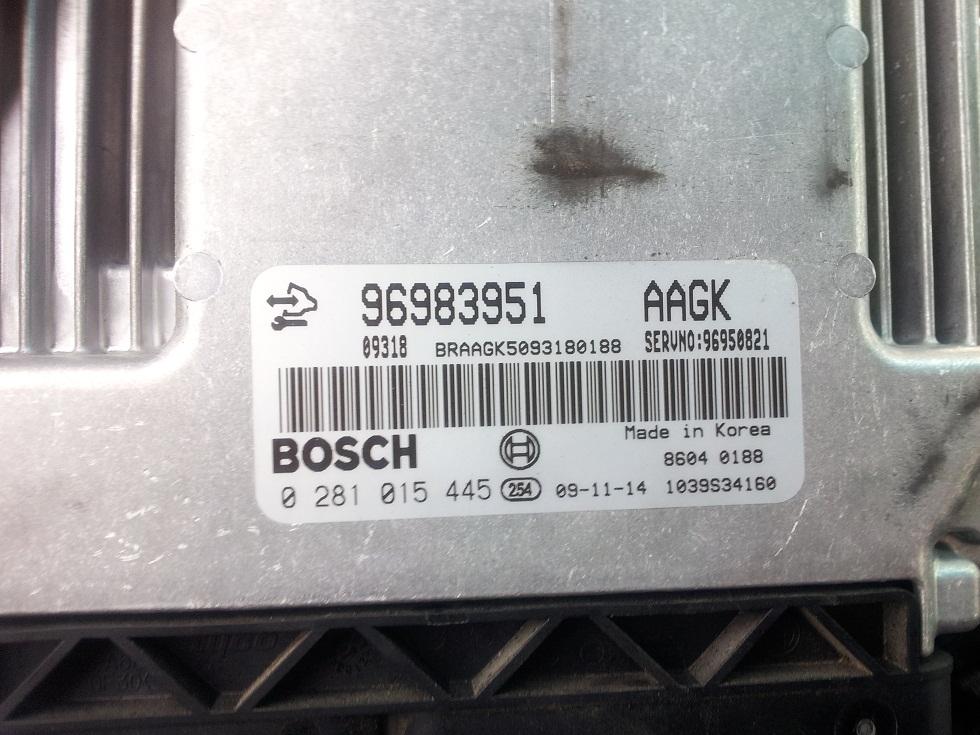 96983951 AAGK
09318 BRAAGK5093180188 SERVNO:96950821
Made in Korea
BOSCH 8604 0188
0 281 015 445 254 09-11-14 1039S34160